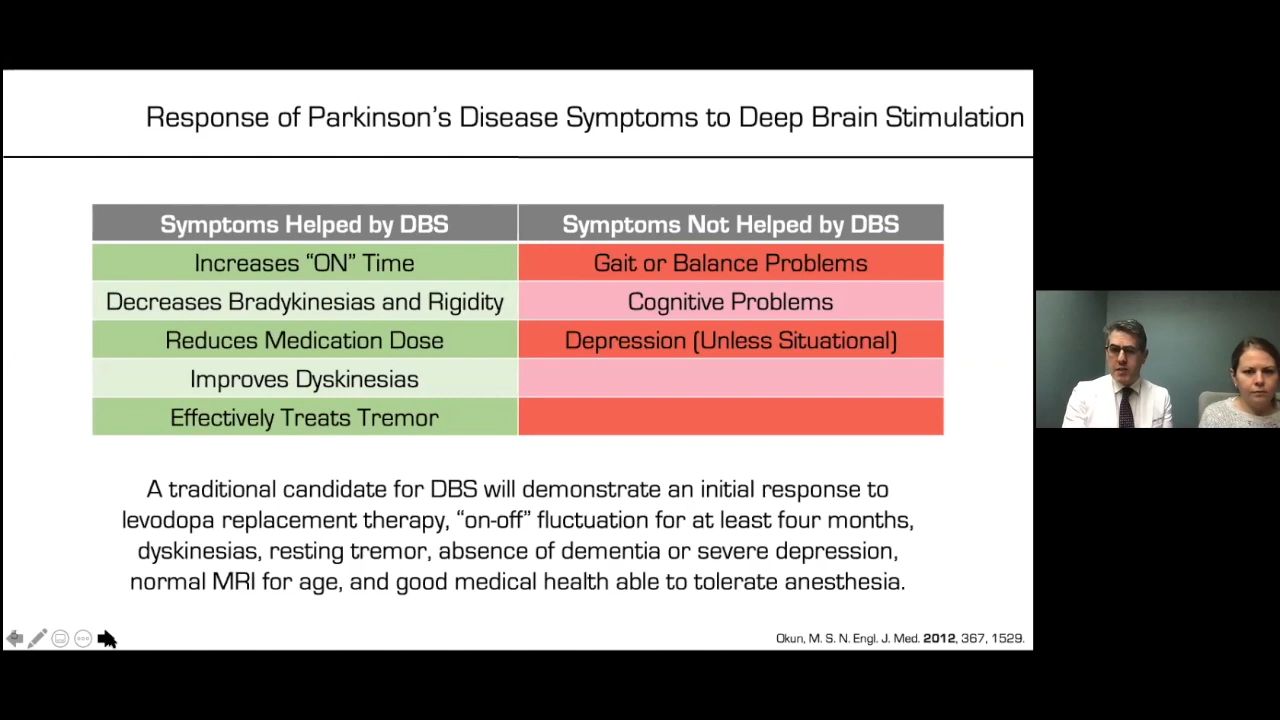 Response of Parkinson's Disease Symptoms to Deep Brain Stimulation
Symptoms Helped by DBS
Symptoms Not Helped by DBS
Increases “ON” Time
Gait or Balance Problems
Decreases Bradykinesias and Rigidity
Cognitive Problems
Reduces Medication Dose
Depression (Unless Situational)
Improves Dyskinesias
Effectively Treats Tremor
A traditional candidate for DBS will demonstrate an initial response to
levodopa replacement therapy, “on-off” fluctuation for at least four months,
dyskinesias, resting tremor, absence of dementia or severe depression,
normal MRI for age, and good medical health able to tolerate anesthesia.
Okun, M. S. N. Engl. J. Med. 2012, 367, 1529.